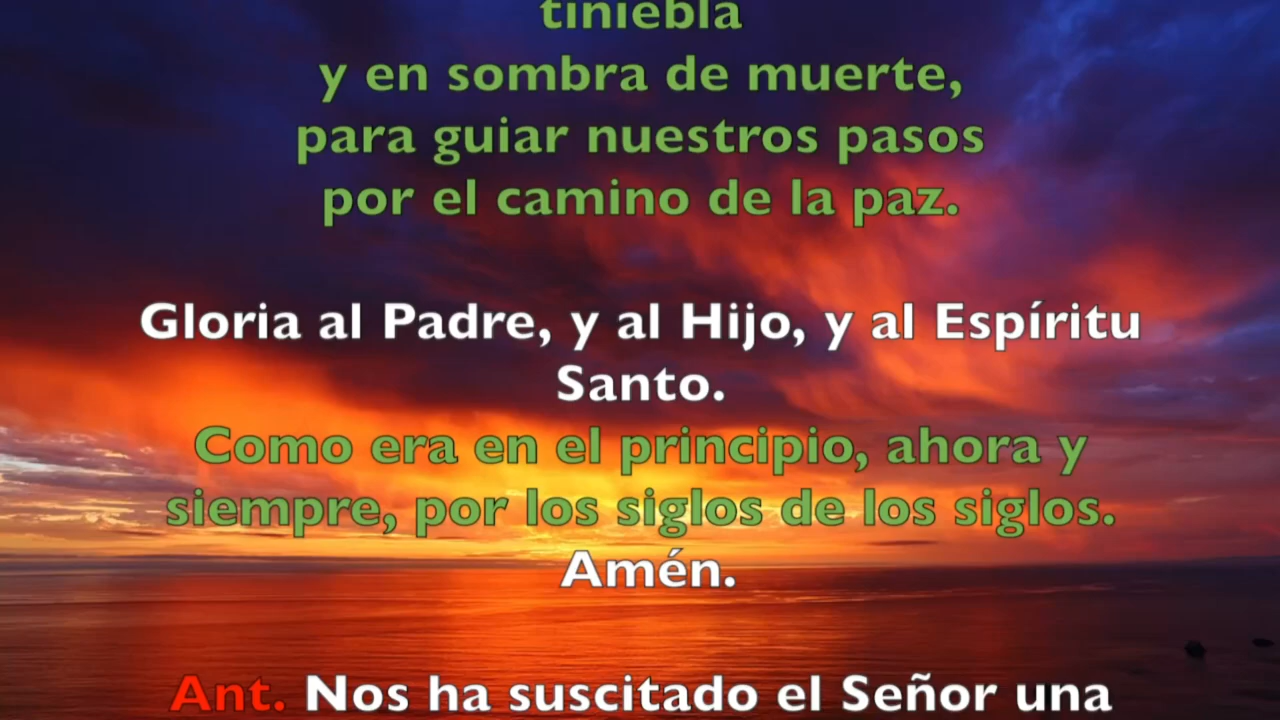 tiniebla
y en sombra de muerte,
para guiar nuestros pasos
por el camino de la paz.
Gloria al Padre, y al Hijo, y al Espíritu
Santo.
Como era en el principio, ahora y
siempre, por los siglos de los siglos.
Amén.
Ant. Nos ha suscitado el Señor una